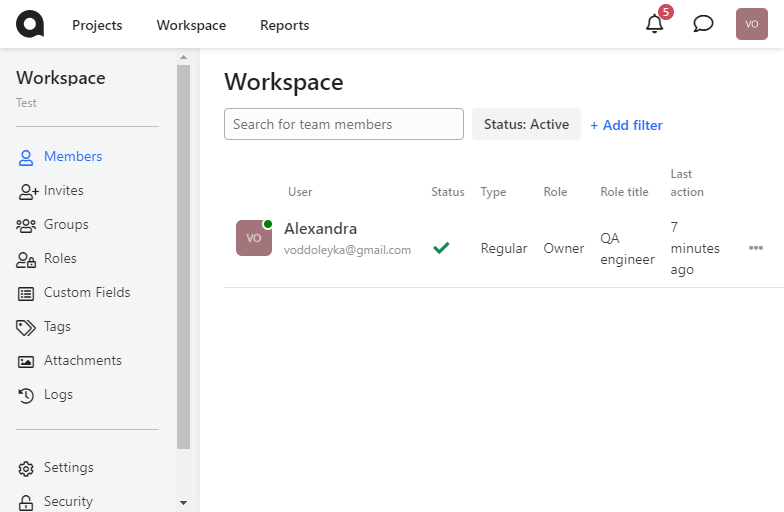 Projects
Workspace
Reports
5
VO
Workspace
Test
Members
Invites
Groups
Roles
Custom Fields
Tags
Attachments
Logs
Settings
Security
Workspace
Search for team members
Status: Active
+ Add filter
User
Status
Type
Role
Role title
Last
action
VO
Alexandra
voddoleyka@gmail.com
Regular
Owner
QA
engineer
7
minutes
ago